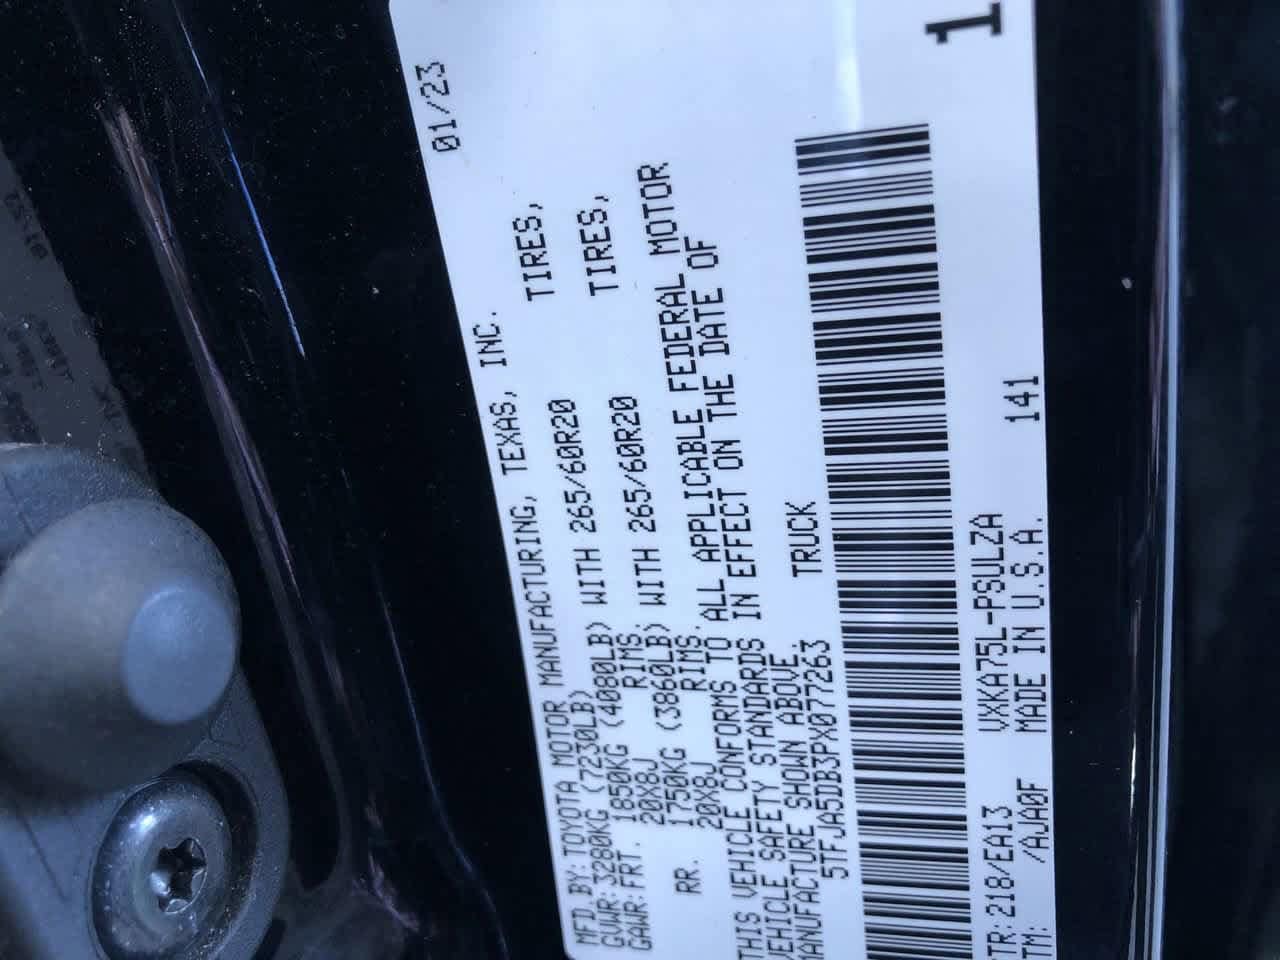 MFD.BY:TOYOTA MOTOR MANUFACTURING, TEXAS, INC. 01/23
GVWR:3280KG (7230LB)
GAWR:FRT. 1850KG (4080LB) WITH 265/60R20 TIRES,
20X8J RIMS.
RR. 1750KG (3860LB) WITH 265/60R20 TIRES,
20X8J RIMS.
THIS VEHICLE CONFORMS TO ALL APPLICABLE FEDERAL MOTOR
VEHICLE SAFETY STANDARDS IN EFFECT ON THE DATE OF
MANUFACTURE SHOWN ABOVE.
5TFJA5DB3PX077263 TRUCK
TR:218/EA13 VXKA75L-PSULZA
TM: /AJA0F MADE IN U.S.A. 141
1